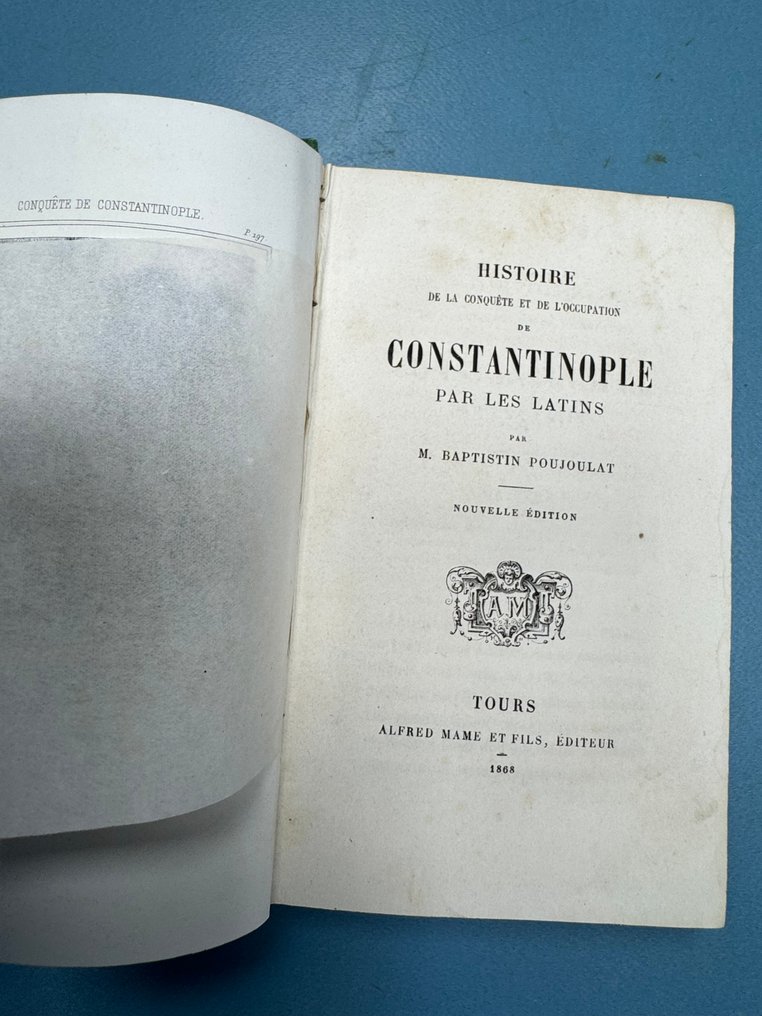 CONQUÊTE DE CONSTANTINOPLE.
P. 197
HISTOIRE
DE LA CONQUÊTE ET DE L'OCCUPATION
DE
CONSTANTINOPLE
PAR LES LATINS
PAR
M. BAPTISTIN POUJOULAT
NOUVELLE ÉDITION
AM
TOURS
ALFRED MAME ET FILS, ÉDITEUR
1868